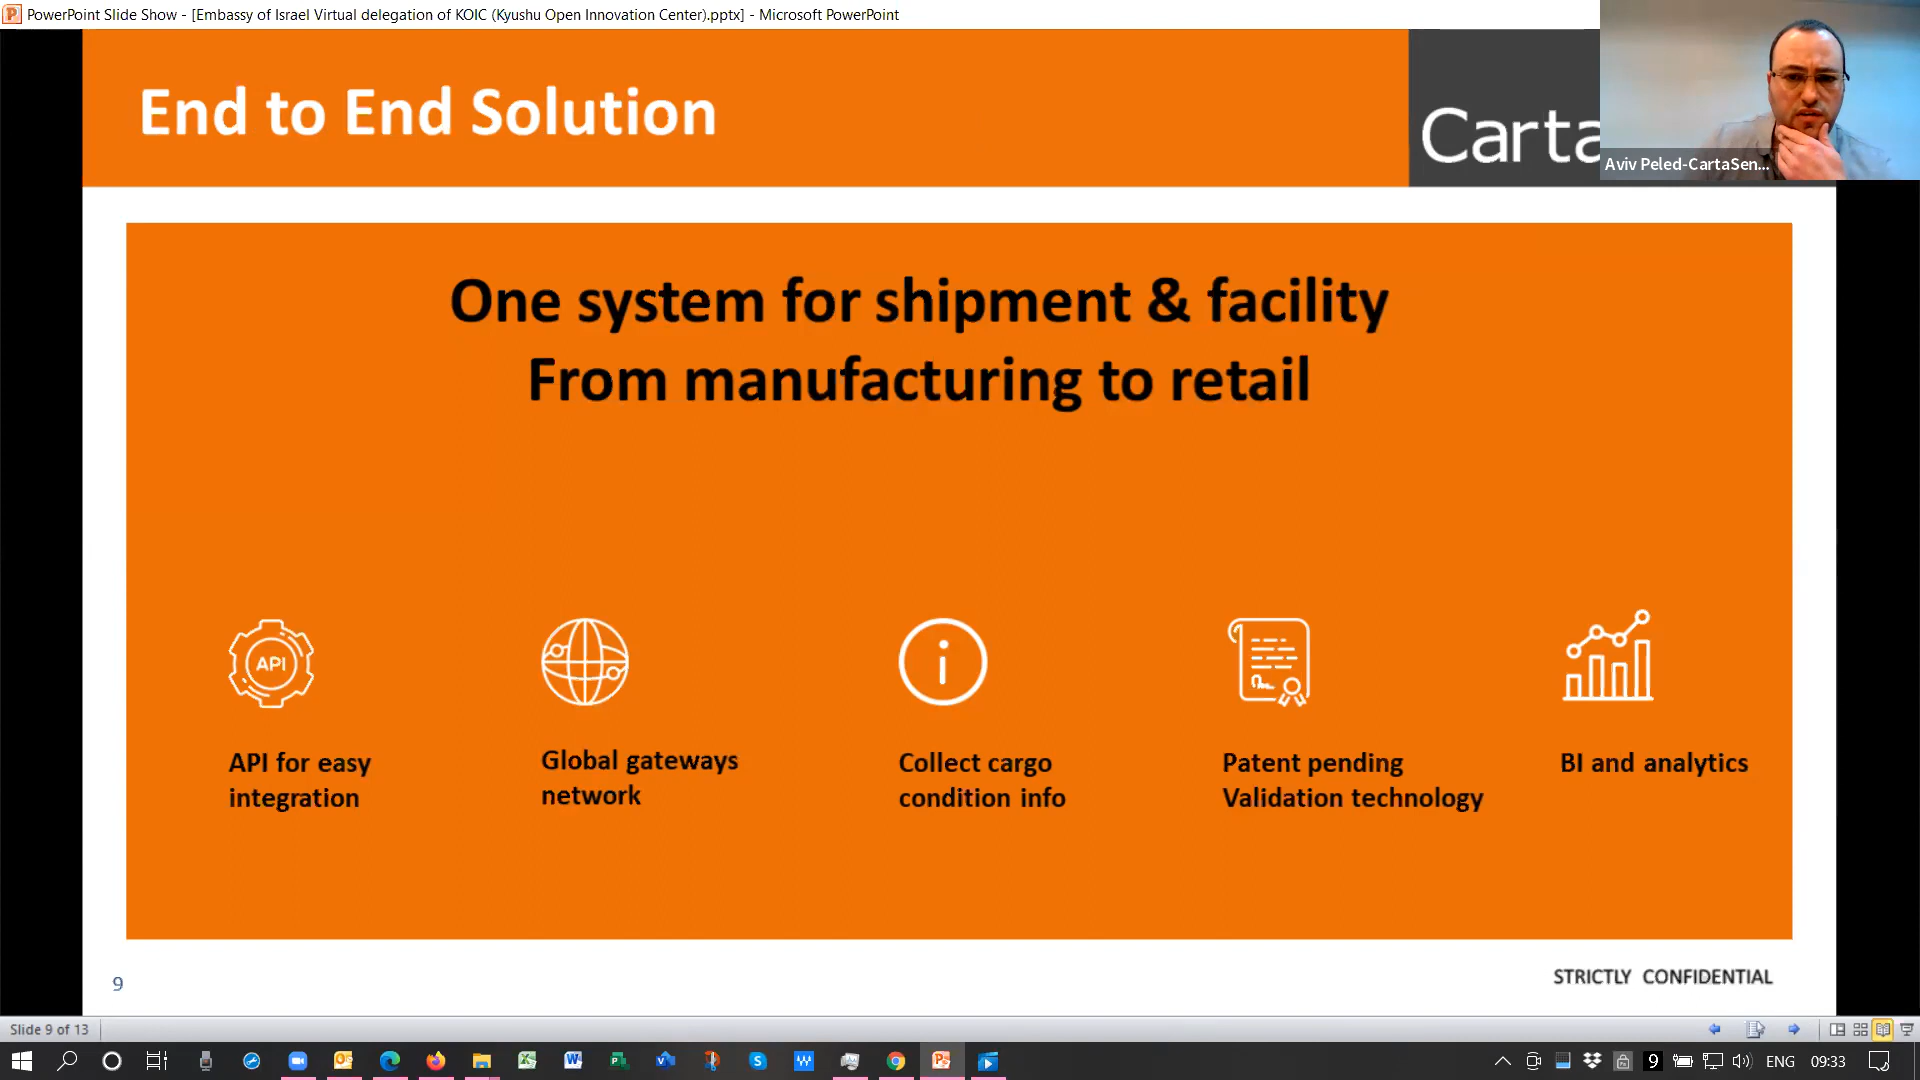 PowerPoint Slide Show - [Embassy of Israel Virtual delegation of KOIC (Kyushu Open Innovation Center).pptx] - Microsoft PowerPoint
End to End Solution
Carta
Aviv Peled-CartaSen...
One system for shipment & facility
From manufacturing to retail
API
API for easy
integration
Global gateways
network
Collect cargo
condition info
Patent pending
Validation technology
BI and analytics
9
STRICTLY CONFIDENTIAL
Slide 9 of 13
9
ENG
09:33